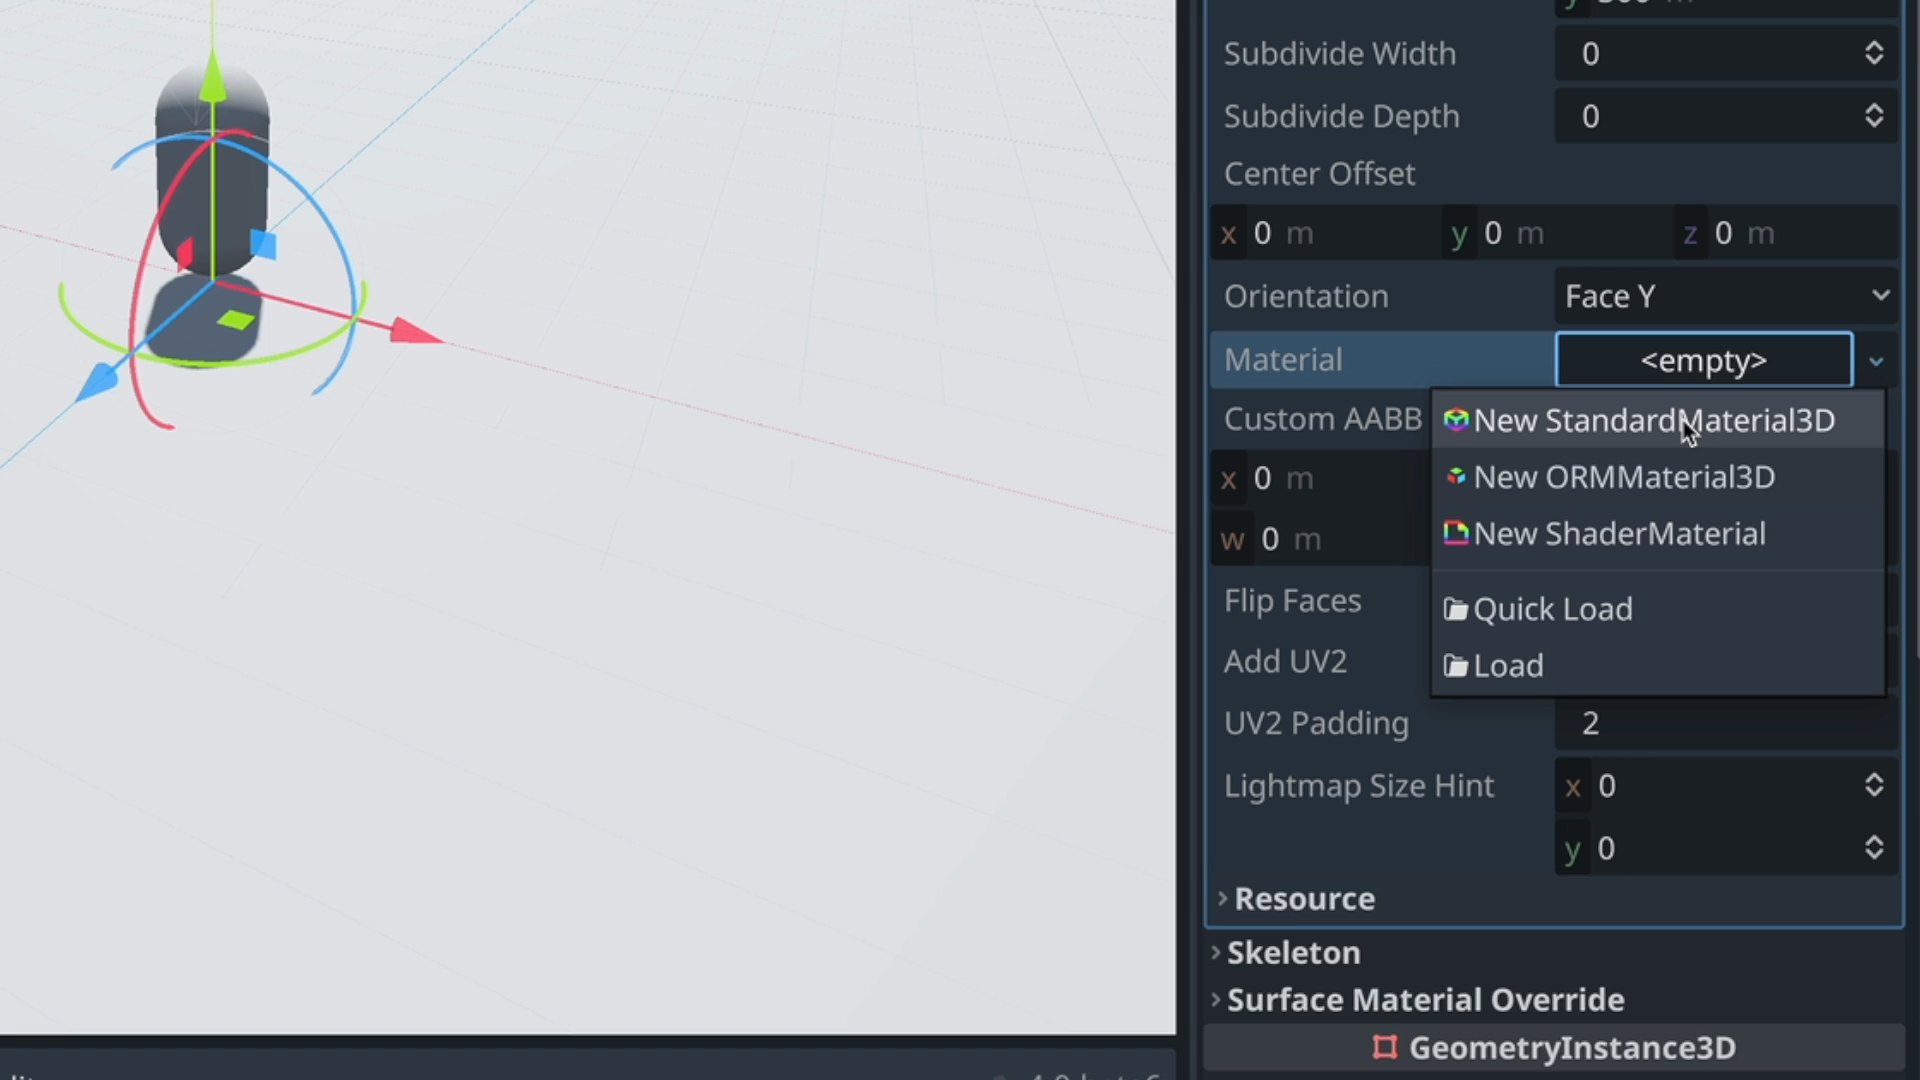 Subdivide Width 0
Subdivide Depth 0
Center Offset
x 0 m y 0 m z 0 m
Orientation Face Y
Material <empty>
New StandardMaterial3D
Custom AABB
New ORMMaterial3D
x 0 m
New ShaderMaterial
w 0 m
Flip Faces
Quick Load
Add UV2
Load
UV2 Padding 2
Lightmap Size Hint x 0
y 0
Resource
Skeleton
Surface Material Override
GeometryInstance3D